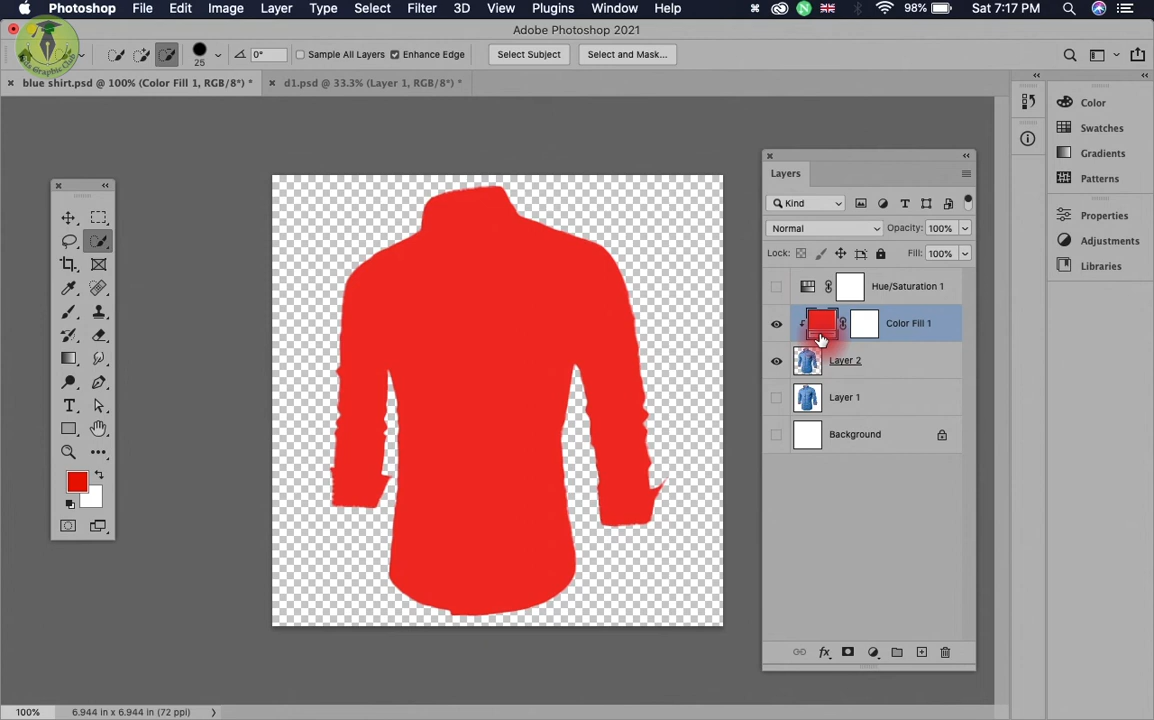 Photoshop File Edit Image Layer Type Select Filter 3D View Plugins Window Help 98% Sat 7:17 PM
Adobe Photoshop 2021
25 0° Sample All Layers Enhance Edge Select Subject Select and Mask...
blue shirt.psd @ 100% (Color Fill 1, RGB/8*) * d1.psd @ 33.3% (Layer 1, RGB/8*) *
Color
Swatches
Gradients
Patterns
Properties
Adjustments
Libraries
Layers
Kind
Normal Opacity: 100%
Lock: Fill: 100%
Hue/Saturation 1
Color Fill 1
Layer 2
Layer 1
Background
fx
100% 6.944 in x 6.944 in (72 ppi)